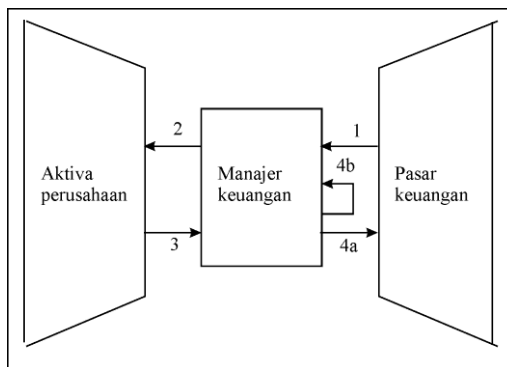 Aktiva
perusahaan
2
3
Manajer
keuangan
1
4b
4a
Pasar
keuangan